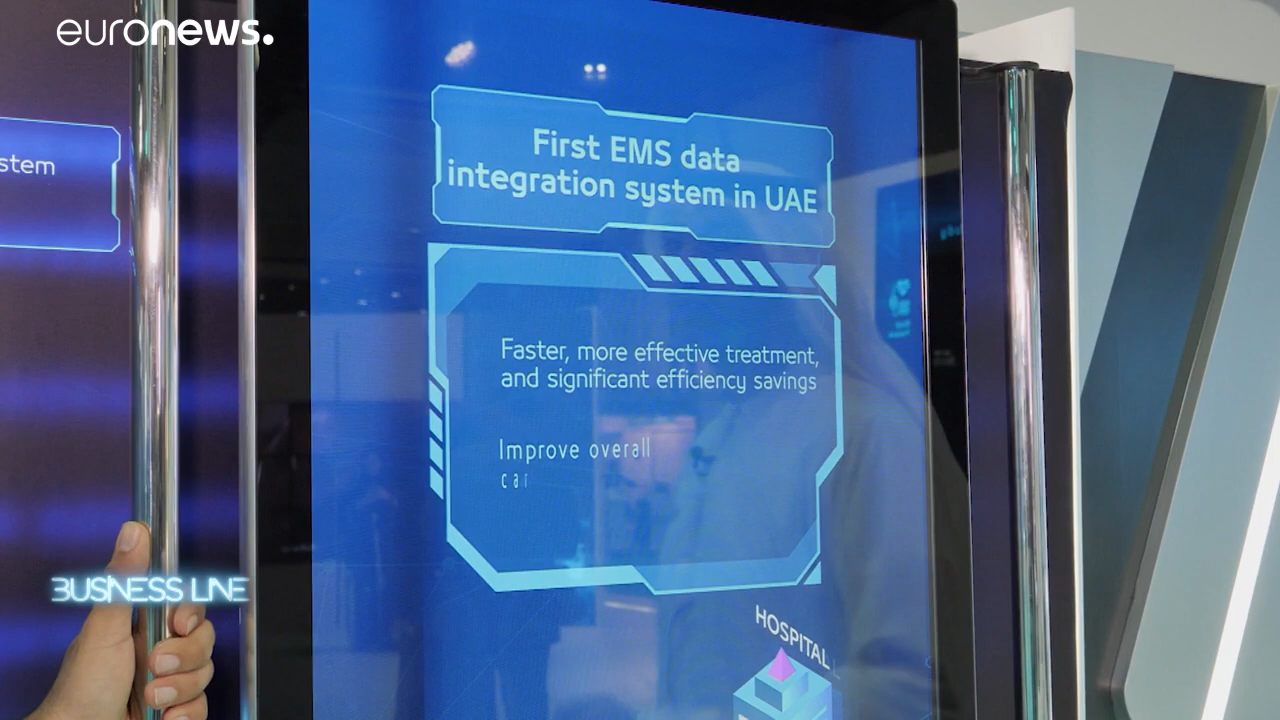 euronews.
stem
First EMS data
integration system in UAE
Faster, more effective treatment,
and significant efficiency savings
Improve overall
BUSINESS LINE
HOSPITAL